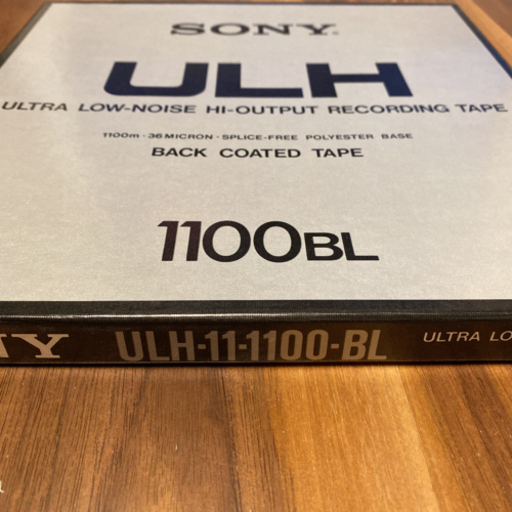 SONY.
ULH
ULTRA LOW-NOISE HI-OUTPUT RECORDING TAPE
1100m · 36 MICRON · SPLICE-FREE POLYESTER BASE
BACK COATED TAPE
1100BL
NY ULH-11-1100-BL ULTRA LO